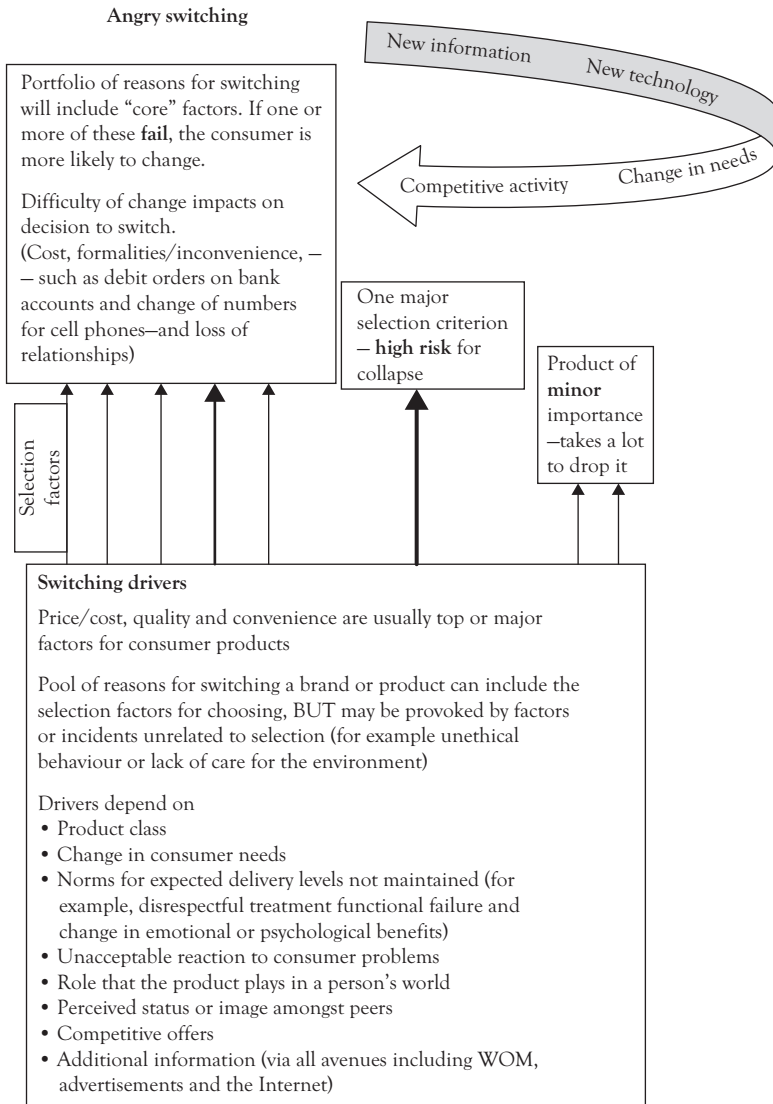 Angry switching
New information
New technology
Change in needs
Competitive activity
Portfolio of reasons for switching
will include “core” factors. If one or
more of these fail, the consumer is
more likely to change.
Difficulty of change impacts on
decision to switch.
(Cost, formalities/inconvenience, —
— such as debit orders on bank
accounts and change of numbers
for cell phones—and loss of
relationships)
One major
selection criterion
— high risk for
collapse
Product of
minor
importance
—takes a lot
to drop it
Selection
factors
Switching drivers
Price/cost, quality and convenience are usually top or major
factors for consumer products
Pool of reasons for switching a brand or product can include the
selection factors for choosing, BUT may be provoked by factors
or incidents unrelated to selection (for example unethical
behaviour or lack of care for the environment)
Drivers depend on
• Product class
• Change in consumer needs
• Norms for expected delivery levels not maintained (for
example, disrespectful treatment functional failure and
change in emotional or psychological benefits)
• Unacceptable reaction to consumer problems
• Role that the product plays in a person’s world
• Perceived status or image amongst peers
• Competitive offers
• Additional information (via all avenues including WOM,
advertisements and the Internet)